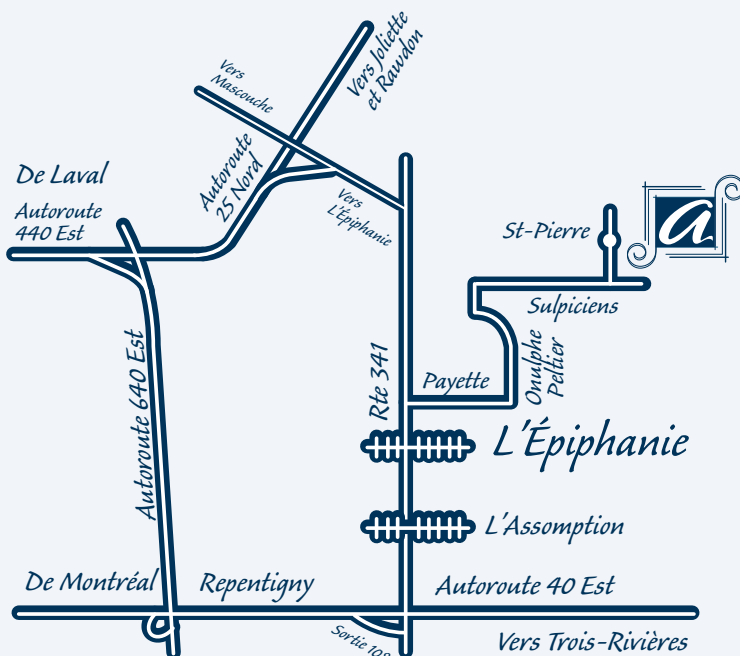 Vers Joliette
et Rawdon
Vers
Mascouche
De Laval
Autoroute
25 Nord
Autoroute
440 Est
Vers
L'Épiphanie
St-Pierre
a
Sulpiciens
Onulphe
Peltier
Autoroute 640 Est
Rte 341
Payette
L'Épiphanie
L'Assomption
De Montréal
Repentigny
Autoroute 40 Est
Sortie 108
Vers Trois-Rivières